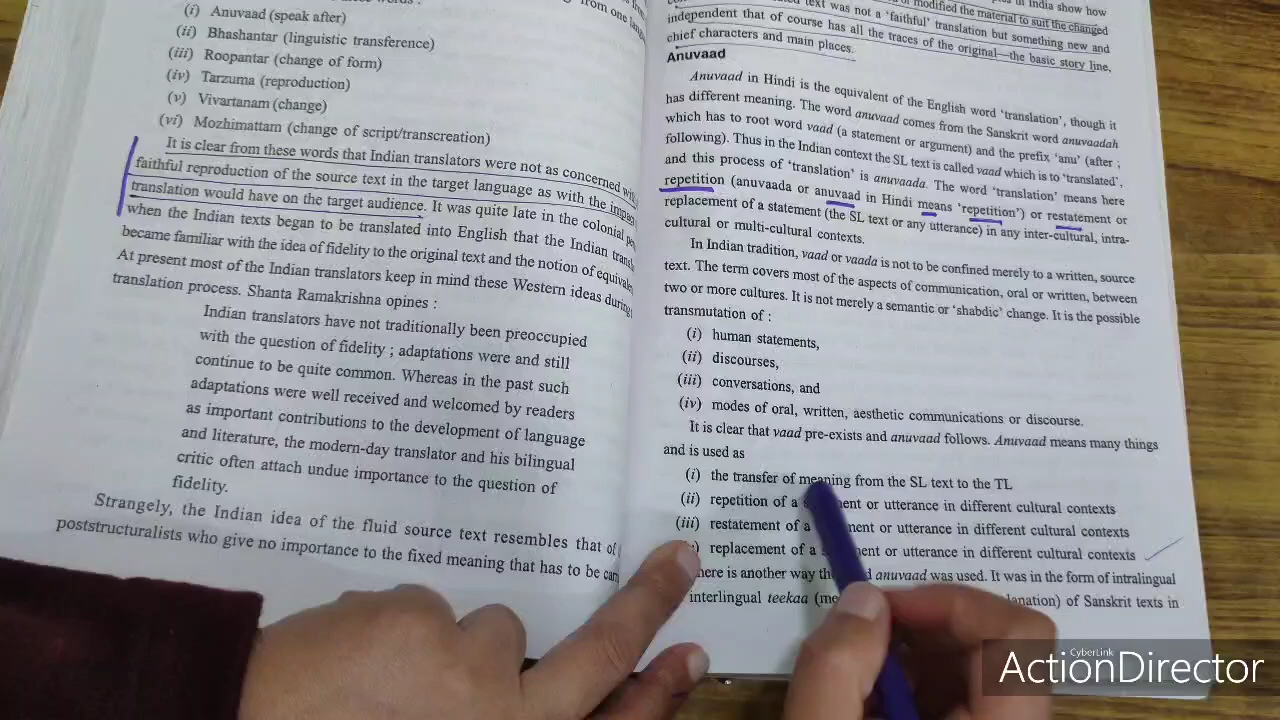 (i) Anuvaad (speak after)
(ii) Bhashantar (linguistic transference)
(iii) Roopantar (change of form)
(iv) Tarzuma (reproduction)
(v) Vivartanam (change)
(vi) Mozhimattam (change of script/transcreation)
It is clear from these words that Indian translators were not as concerned
faithful reproduction of the source text in the target language as with the
translation would have on the target audience. It was quite late in the colonial
when the Indian texts began to be translated into English that the Indian
became familiar with the idea of fidelity to the original text and the notion of
At present most of the Indian translators keep in mind these Western ideas during
translation process. Shanta Ramakrishna opines :
Indian translators have not traditionally been preoccupied
with the question of fidelity ; adaptations were and still
continue to be quite common. Whereas in the past such
adaptations were well received and welcomed by readers
as important contributions to the development of language
and literature, the modern-day translator and his bilingual
critic often attach undue importance to the question of
fidelity.
Strangely, the Indian idea of the fluid source text resembles that of
poststructuralists who give no importance to the fixed meaning that has to be
in India show how
modified the material to suit the changed
text was not a 'faithful' translation but something new and
independent that of course has all the traces of the original—the basic story line,
chief characters and main places.
Anuvaad
Anuvaad in Hindi is the equivalent of the English word 'translation', though it
has different meaning. The word anuvaad comes from the Sanskrit word anuvaadah
which has to root word vaad (a statement or argument) and the prefix 'anu' (after ;
following). Thus in the Indian context the SL text is called vaad which is to 'translated',
and this process of 'translation' is anuvaada. The word 'translation' means here
repetition (anuvaada or anuvaad in Hindi means 'repetition') or restatement or
replacement of a statement (the SL text or any utterance) in any inter-cultural, intra-
cultural or multi-cultural contexts.
In Indian tradition, vaad or vaada is not to be confined merely to a written, source
text. The term covers most of the aspects of communication, oral or written, between
two or more cultures. It is not merely a semantic or 'shabdic' change. It is the possible
transmutation of :
(i) human statements,
(ii) discourses,
(iii) conversations, and
(iv) modes of oral, written, aesthetic communications or discourse.
It is clear that vaad pre-exists and anuvaad follows. Anuvaad means many things
and is used as
(i) the transfer of meaning from the SL text to the TL
(ii) repetition of a or utterance in different cultural contexts
(iii) restatement of a or utterance in different cultural contexts
replacement of a or utterance in different cultural contexts
is another way anuvaad was used. It was in the form of intralingual
interlingual teekaa of Sanskrit texts in
CyberLink
ActionDirector